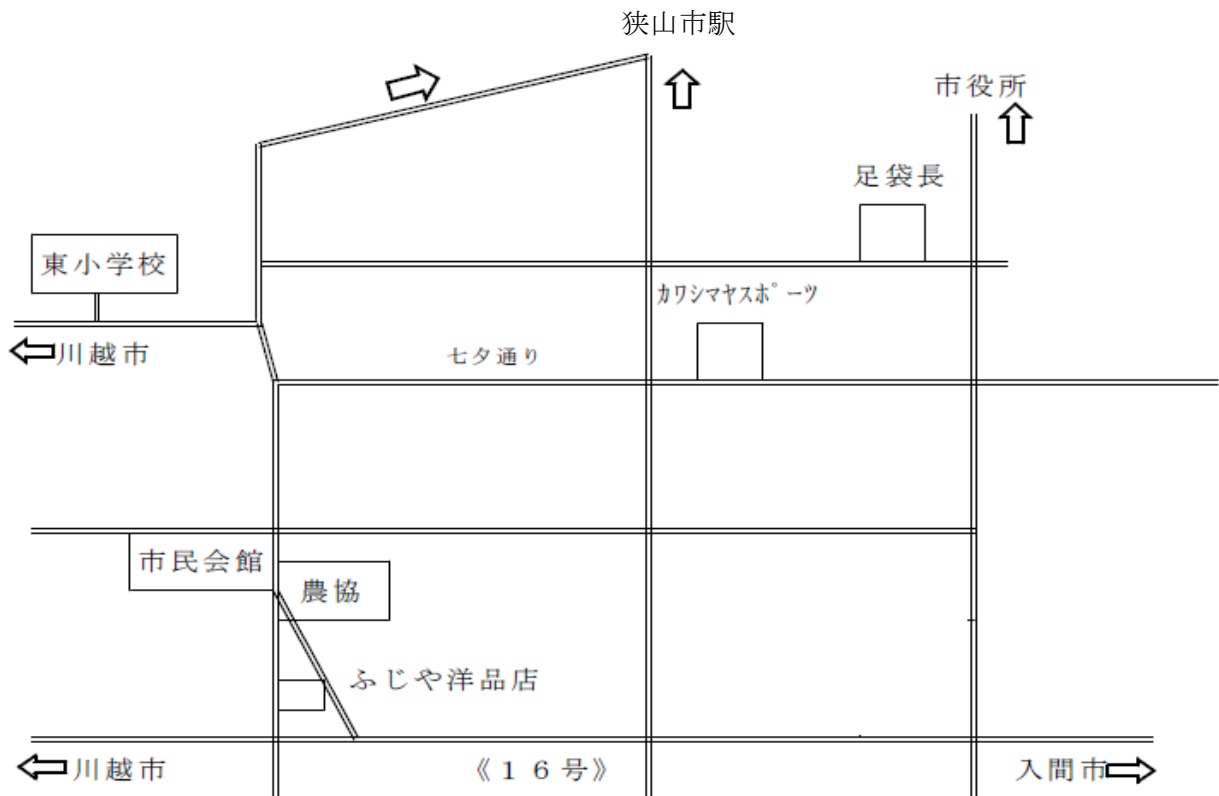 狭山市駅
市役所
足袋長
東小学校
カワシマヤスポーツ
川越市
七夕通り
市民会館
農協
ふじや洋品店
川越市
《16号》
入間市